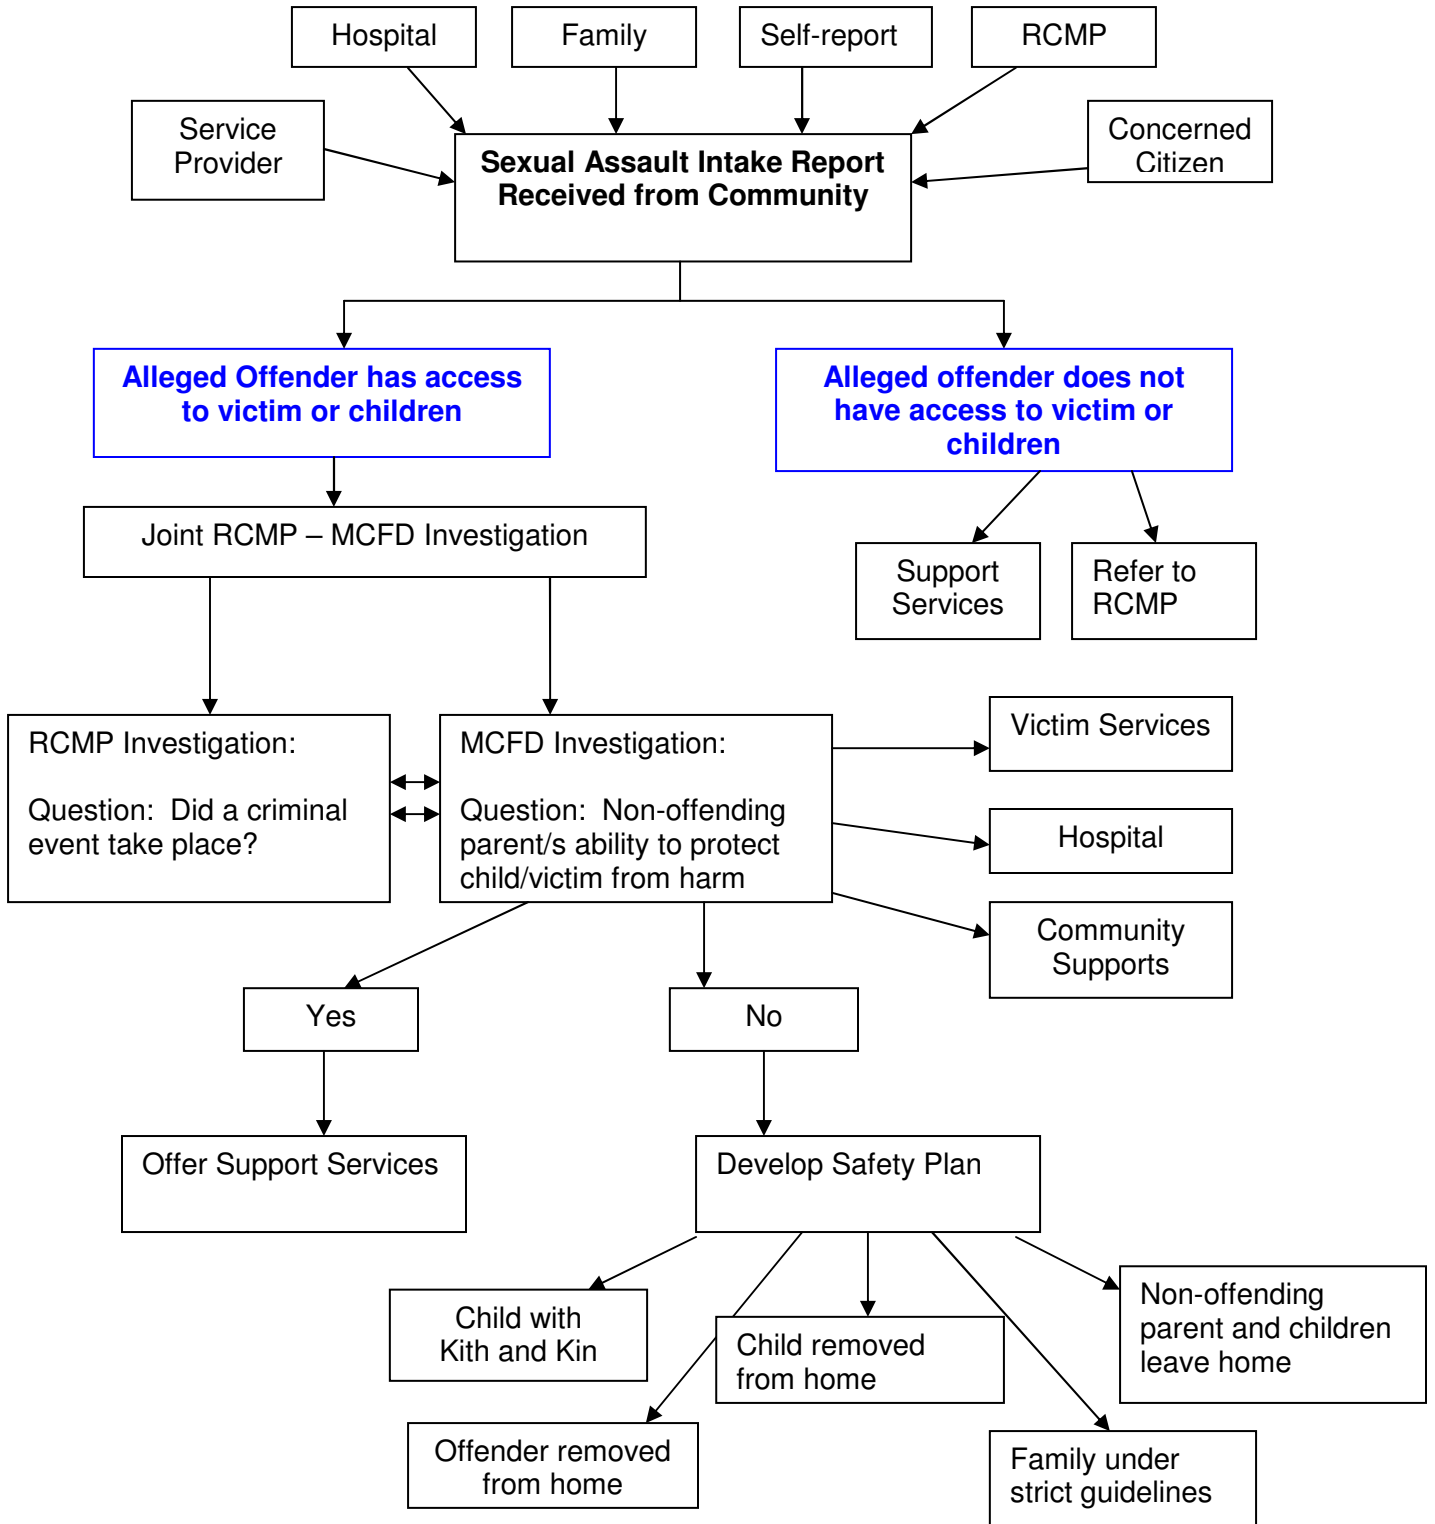 Hospital
Family
Self-report
RCMP
Service
Provider
Concerned
Citizen
Sexual Assault Intake Report
Received from Community
Alleged Offender has access
to victim or children
Alleged offender does not
have access to victim or
children
Joint RCMP – MCFD Investigation
Support
Services
Refer to
RCMP
RCMP Investigation:
Question: Did a criminal
event take place?
MCFD Investigation:
Question: Non-offending
parent/s ability to protect
child/victim from harm
Victim Services
Hospital
Community
Supports
Yes
No
Offer Support Services
Develop Safety Plan
Child with
Kith and Kin
Child removed
from home
Non-offending
parent and children
leave home
Offender removed
from home
Family under
strict guidelines